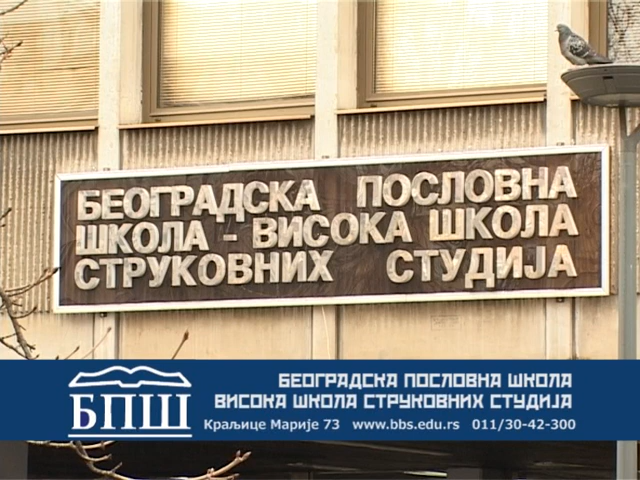 БЕОГРАДСКА ПОСЛОВНА
ШКОЛА - ВИСОКА ШКОЛА
СТРУКОВНИХ СТУДИЈА
БПШ
БЕОГРАДСКА ПОСЛОВНА ШКОЛА
ВИСОКА ШКОЛА СТРУКОВНИХ СТУДИЈА
Краљице Марије 73 www.bbs.edu.rs 011/30-42-300